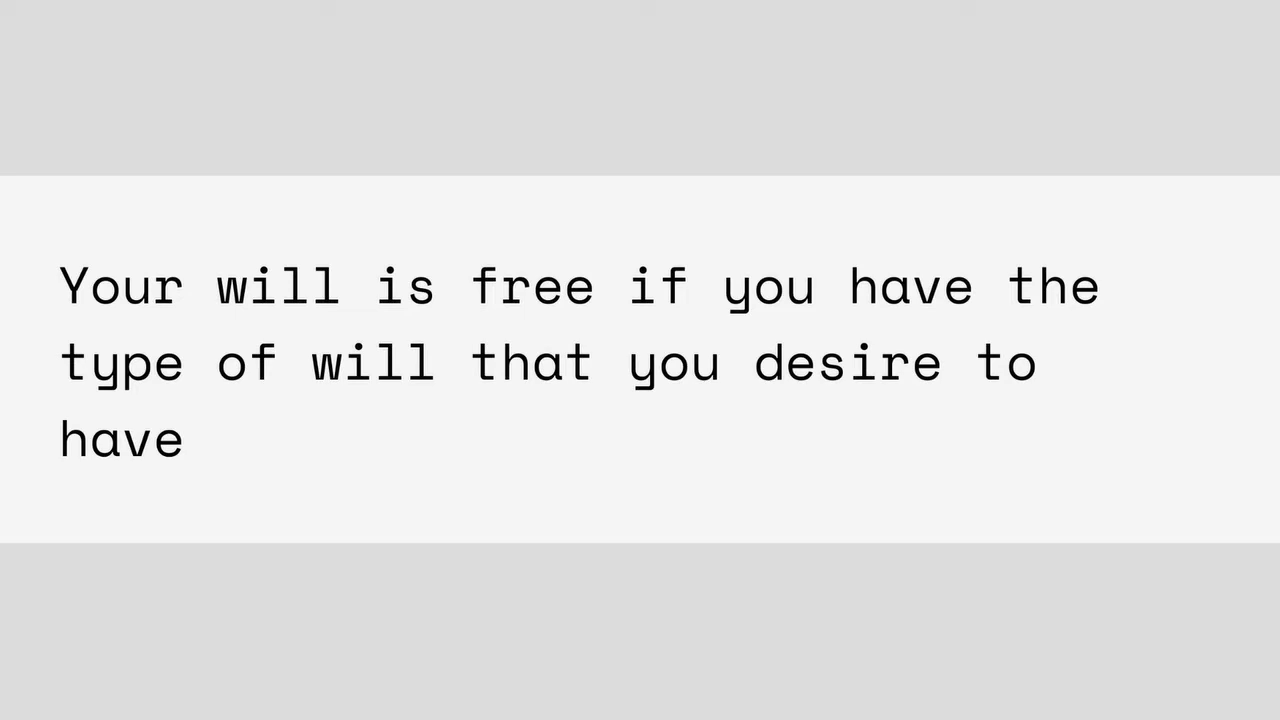 Your will is free if you have the
type of will that you desire to
have